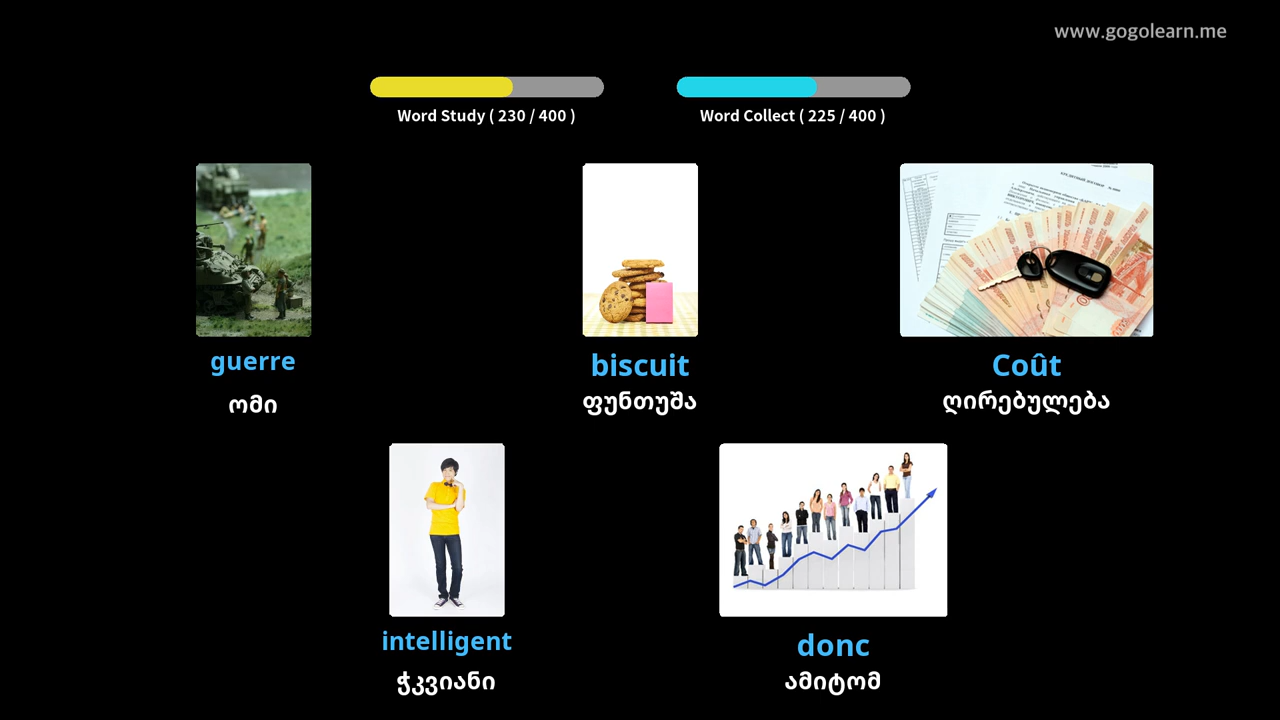 www.gogolearn.me
Word Study ( 230 / 400 )
Word Collect ( 225 / 400 )
guerre
ომი
biscuit
ფუნთუშა
Coût
ღირებულება
intelligent
ჭკვიანი
donc
ამიტომ